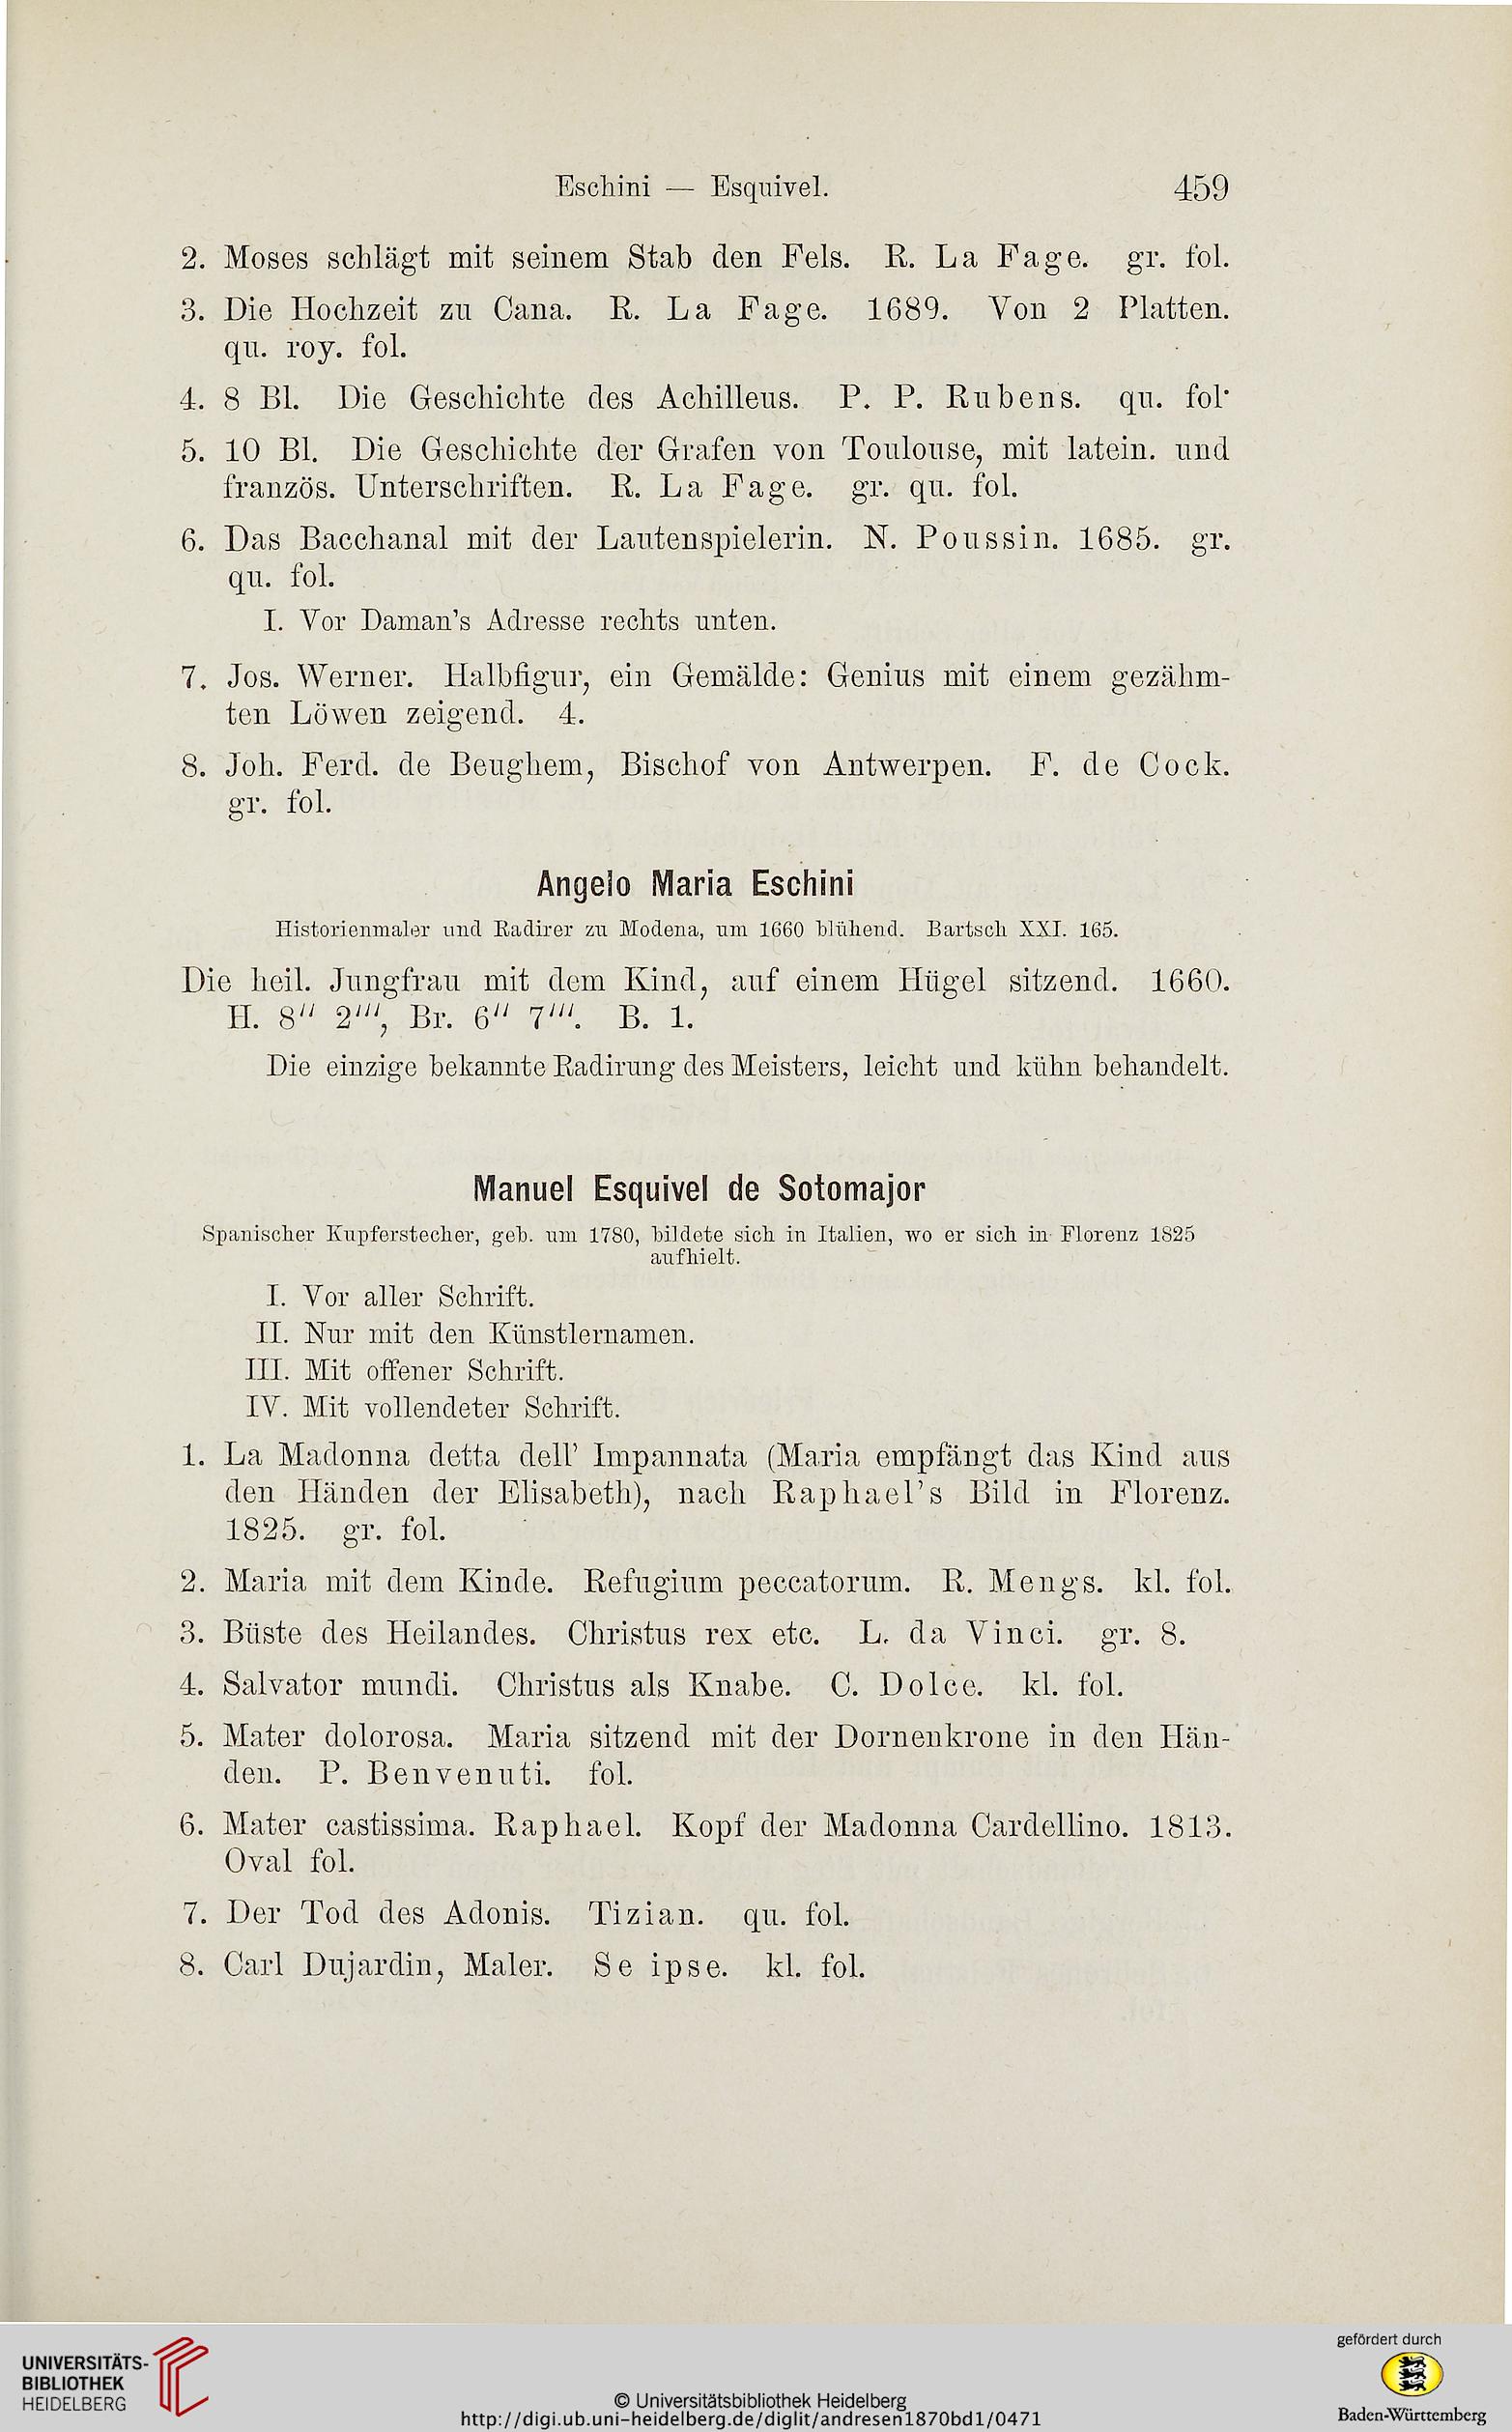 Eschini — Esquivel. 459
2. Moses schlägt mit seinem Stab den Fels. R. La Fage. gr. fol.
3. Die Hochzeit zu Cana. R. La Fage. 1689. Von 2 Platten.
qu. roy. fol.
4. 8 Bl. Die Geschichte des Achilleus. P. P. Rubens. qu. fol·
5. 10 Bl. Die Geschichte der Grafen von Toulouse, mit latein. und
französ. Unterschriften. R. La Fage. gr. qu. fol.
6. Das Bacchanal mit der Lautenspielerin. N. Poussin. 1685. gr.
qu. fol.
I. Vor Daman's Adresse rechts unten.
7. Jos. Werner. Halbfigur, ein Gemälde: Genius mit einem gezähm-
ten Löwen zeigend. 4.
8. Joh. Ferd. de Beughem, Bischof von Antwerpen. F. de Cock.
gr. fol.
Angelo Maria Eschini
Historienmaler und Radirer zu Modena, um 1660 blühend. Bartsch XXI. 165.
Die heil. Jungfrau mit dem Kind, auf einem Hügel sitzend. 1660.
H. 8'' 2''', Br. 6'' 7'''. B. 1.
Die einzige bekannte Radirung des Meisters, leicht und kühn behandelt.
Manuel Esquivel de Sotomajor
Spanischer Kupferstecher, geb. um 1780, bildete sich in Italien, wo er sich in Florenz 1825
aufhielt.
I. Vor aller Schrift.
II. Nur mit den Künstlernamen.
III. Mit offener Schrift.
IV. Mit vollendeter Schrift.
1. La Madonna detta dell' Impannata (Maria empfängt das Kind aus
den Händen der Elisabeth), nach Raphael's Bild in Florenz.
1825. gr. fol.
2. Maria mit dem Kinde. Refugium peccatorum. R. Mengs. kl. fol.
3. Büste des Heilandes. Christus rex etc. L. da Vinci. gr. 8.
4. Salvator mundi. Christus als Knabe. C. Dolce. kl. fol.
5. Mater dolorosa. Maria sitzend mit der Dornenkrone in den Hän-
den. P. Benvenuti. fol.
6. Mater castissima. Raphael. Kopf der Madonna Cardellino. 1813.
Oval fol.
7. Der Tod des Adonis. Tizian. qu. fol.
8. Carl Dujardin, Maler. Se ipse. kl. fol.
UNIVERSITÄTS-
BIBLIOTHEK
HEIDELBERG
© Universitätsbibliothek Heidelberg
http://digi.ub.uni-heidelberg.de/diglit/andresen1870bd1/0471
gefördert durch
Baden-Württemberg